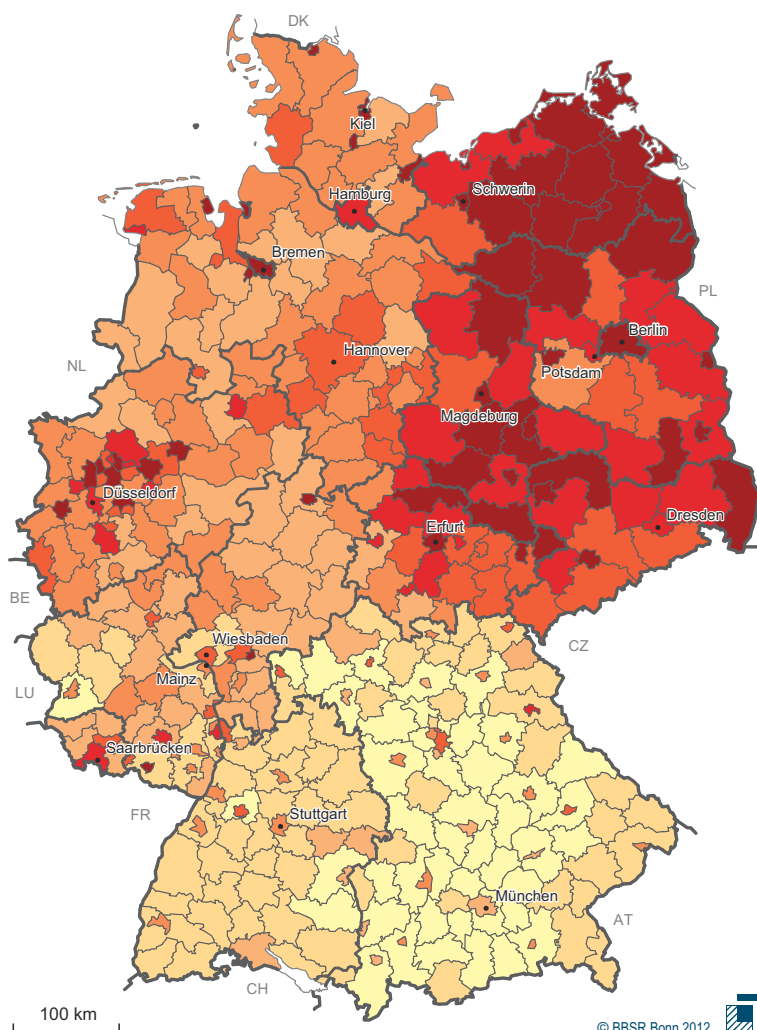 DK
Kiel
Hamburg
Schwerin
Bremen
PL
Berlin
Hannover
NL
Potsdam
Magdeburg
Düsseldorf
Dresden
Erfurt
BE
Wiesbaden
CZ
Mainz
LU
Saarbrücken
FR
Stuttgart
München
AT
CH
100 km
© BBSR Bonn 2012